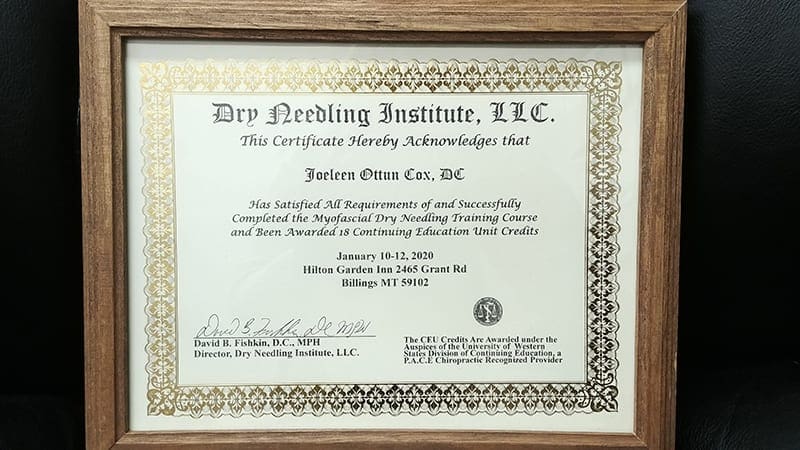 Dry Needling Institute, LLC.
This Certificate Hereby Acknowledges that
Joeleen Ottun Cox, DC
Has Satisfied All Requirements of and Successfully
Completed the Myofascial Dry Needling Training Course
and Been Awarded 18 Continuing Education Unit Credits
January 10-12, 2020
Hilton Garden Inn 2465 Grant Rd
Billings MT 59102
David B. Fishkin DC MPH
David B. Fishkin, D.C., MPH
Director, Dry Needling Institute, LLC.
The CEU Credits Are Awarded under the
Auspices of the University of Western
States Division of Continuing Education, a
P.A.C.E Chiropractic Recognized Provider